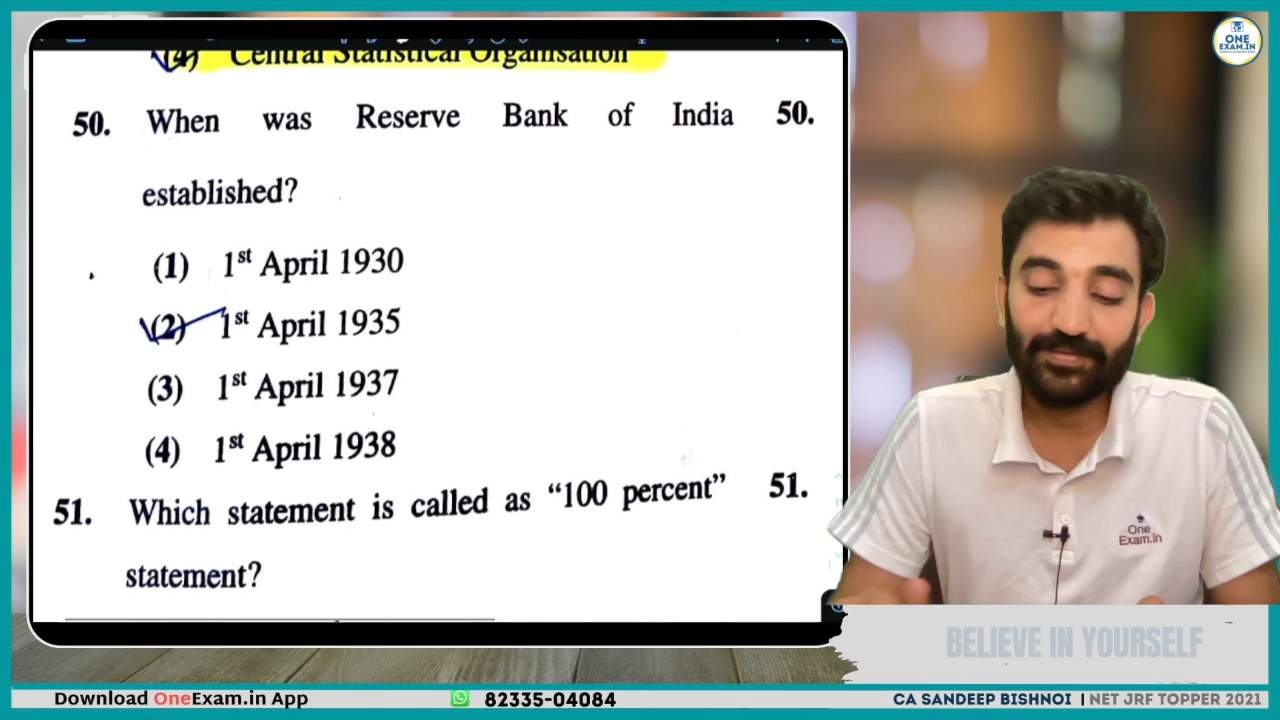 (4) Central Statistical Organisation
50. When was Reserve Bank of India 50.
established?
(1) 1st April 1930
(2) 1st April 1935
(3) 1st April 1937
(4) 1st April 1938
51. Which statement is called as “100 percent” 51.
statement?
ONE
EXAM.IN
One
Exam.in
BELIEVE IN YOURSELF
Download OneExam.in App
82335-04084
CA SANDEEP BISHNOI | NET JRF TOPPER 2021